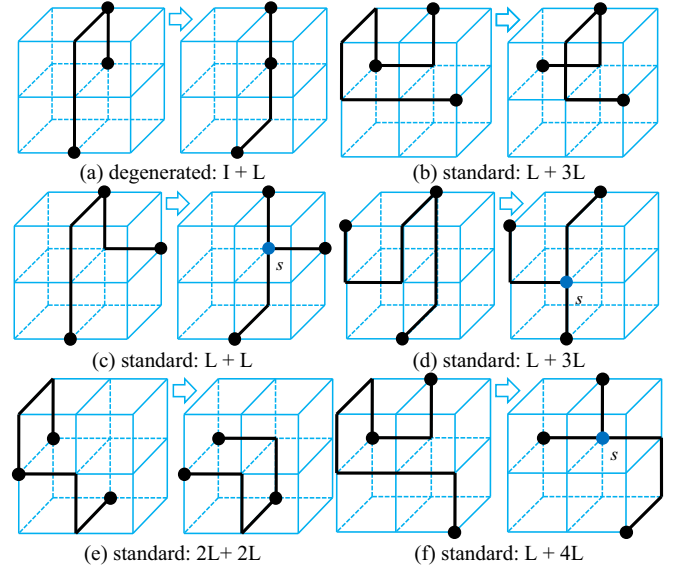 (a) degenerated: I + L
(b) standard: L + 3L
s
(c) standard: L + L
s
(d) standard: L + 3L
s
(e) standard: 2L+ 2L
(f) standard: L + 4L